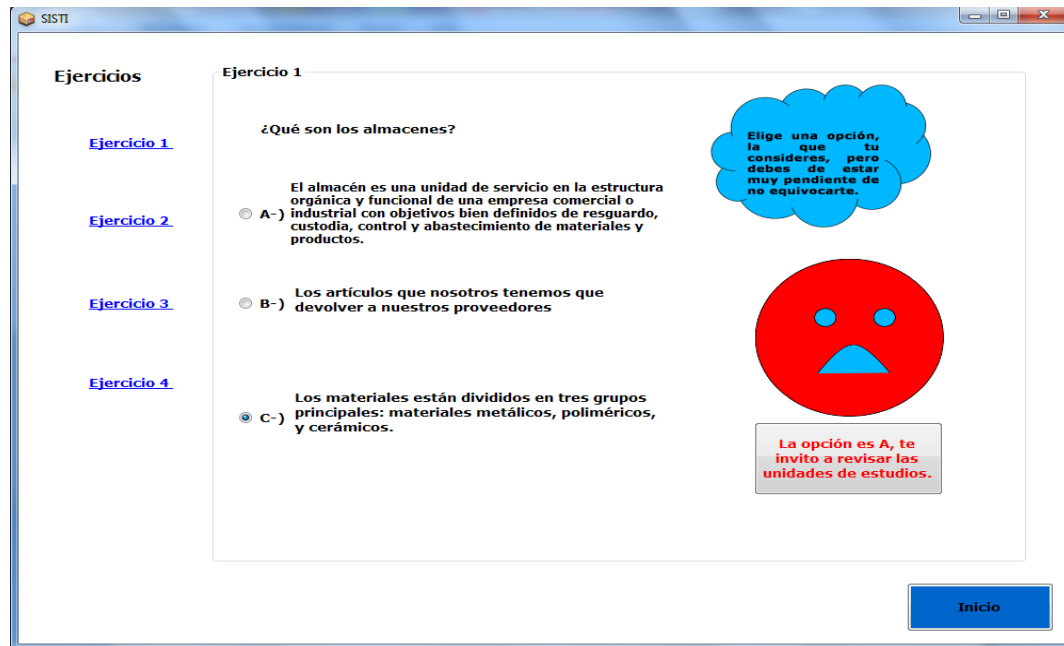 SISTI
Ejercicios
Ejercicio 1
Ejercicio 2
Ejercicio 3
Ejercicio 4
Ejercicio 1
¿Qué son los almacenes?
El almacén es una unidad de servicio en la estructura
orgánica y funcional de una empresa comercial o
A-) industrial con objetivos bien definidos de resguardo,
custodia, control y abastecimiento de materiales y
productos.
Los artículos que nosotros tenemos que
B-) devolver a nuestros proveedores
Los materiales están divididos en tres grupos
C-) principales: materiales metálicos, poliméricos,
y cerámicos.
Elige una opción,
la que tu
consideres, pero
debes de estar
muy pendiente de
no equivocarte.
La opción es A, te
invito a revisar las
unidades de estudios.
Inicio